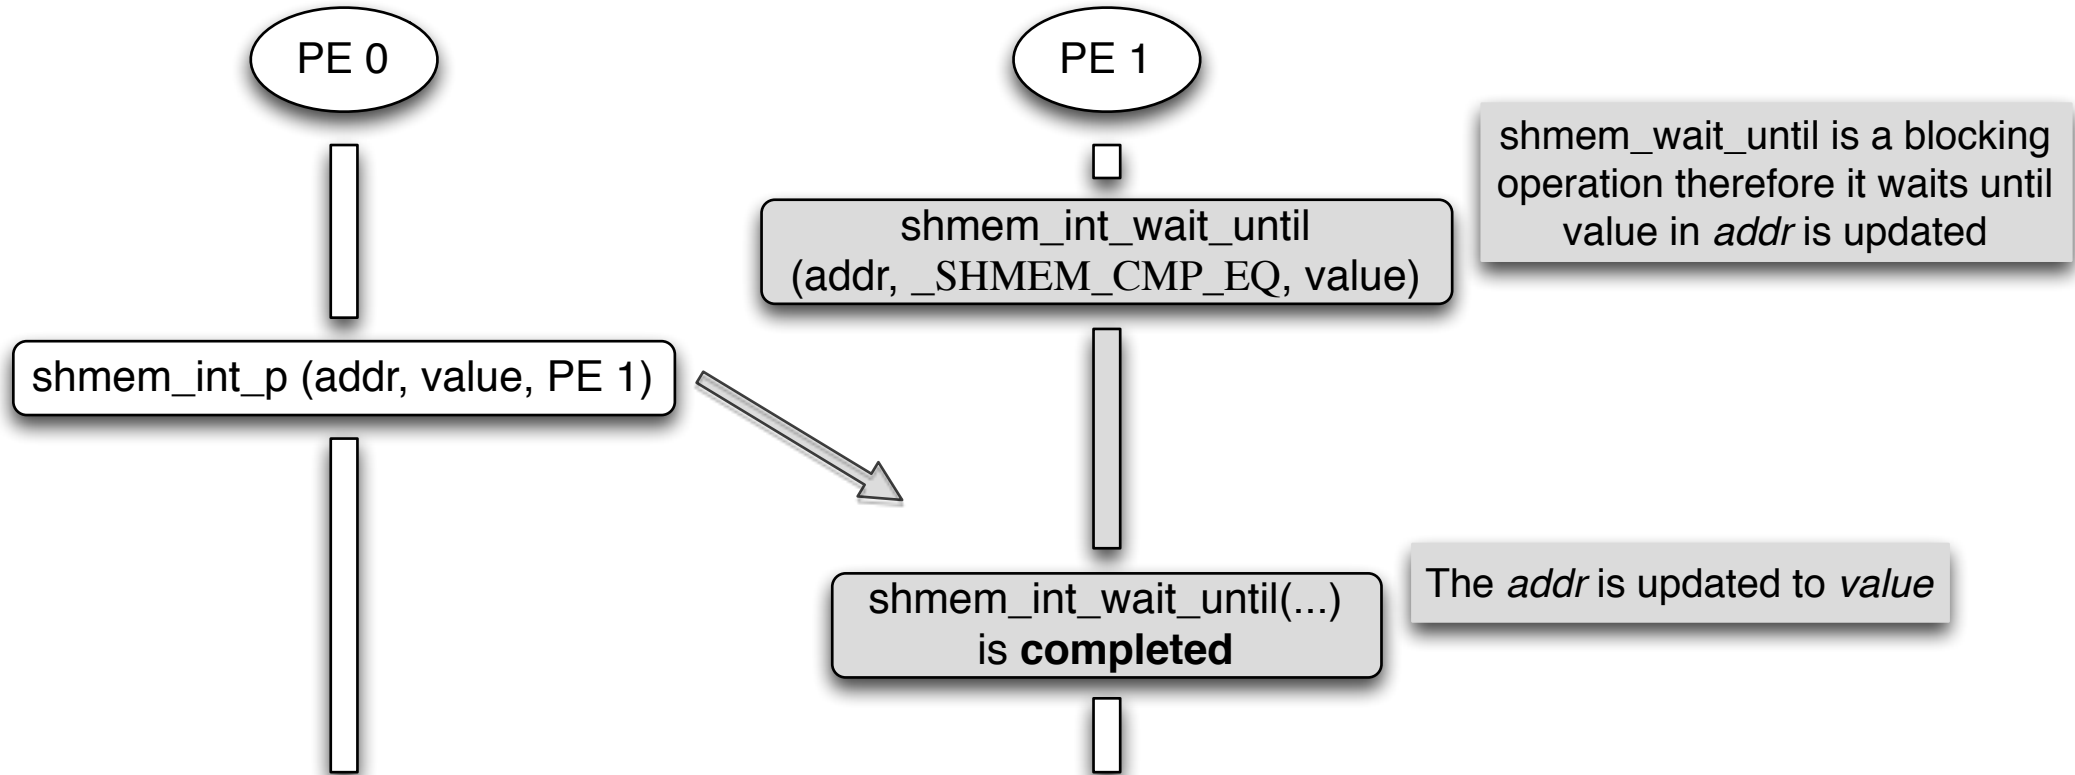 PE 0
PE 1
shmem_wait_until is a blocking
operation therefore it waits until
value in addr is updated
shmem_int_wait_until
(addr, _SHMEM_CMP_EQ, value)
shmem_int_p (addr, value, PE 1)
shmem_int_wait_until(...)
is completed
The addr is updated to value